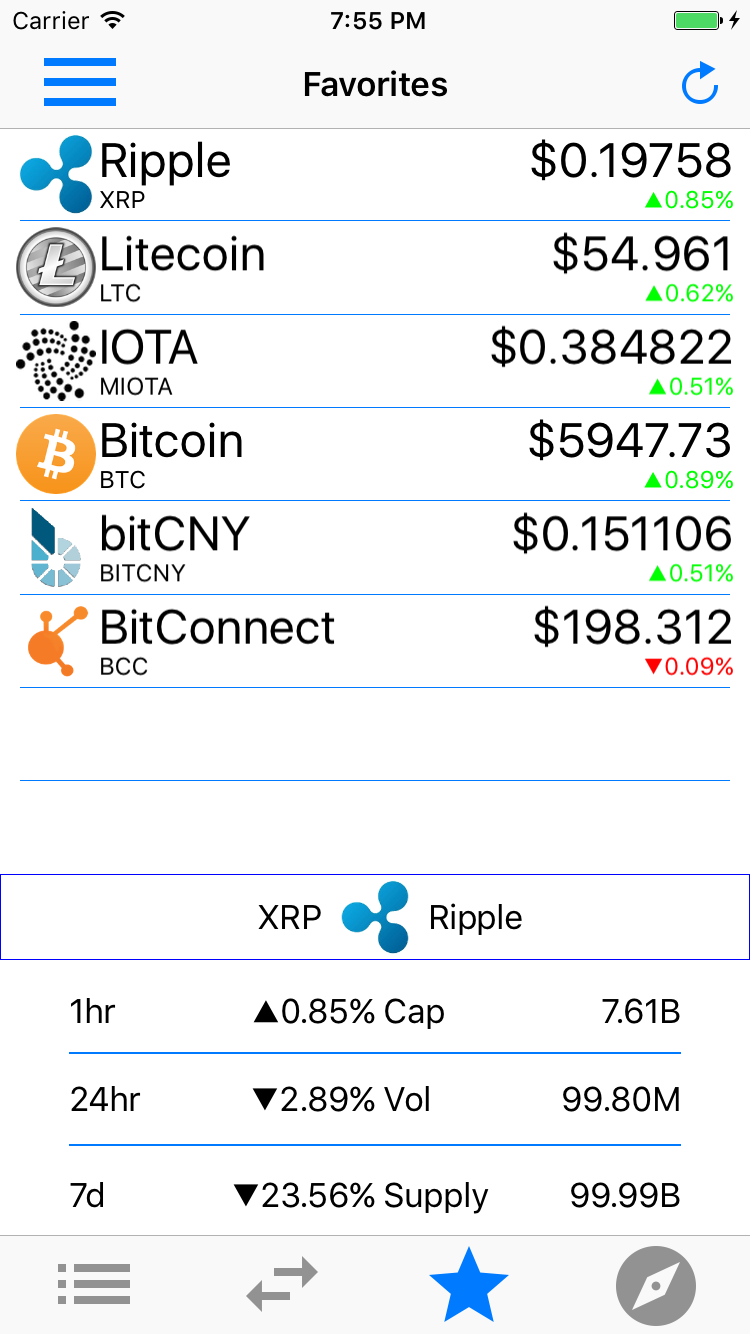 Carrier 7:55 PM
Favorites
Ripple $0.19758
XRP ▲0.85%
Litecoin $54.961
LTC ▲0.62%
IOTA $0.384822
MIOTA ▲0.51%
Bitcoin $5947.73
BTC ▲0.89%
bitCNY $0.151106
BITCNY ▲0.51%
BitConnect $198.312
BCC ▼0.09%
XRP Ripple
1hr ▲0.85% Cap 7.61B
24hr ▼2.89% Vol 99.80M
7d ▼23.56% Supply 99.99B